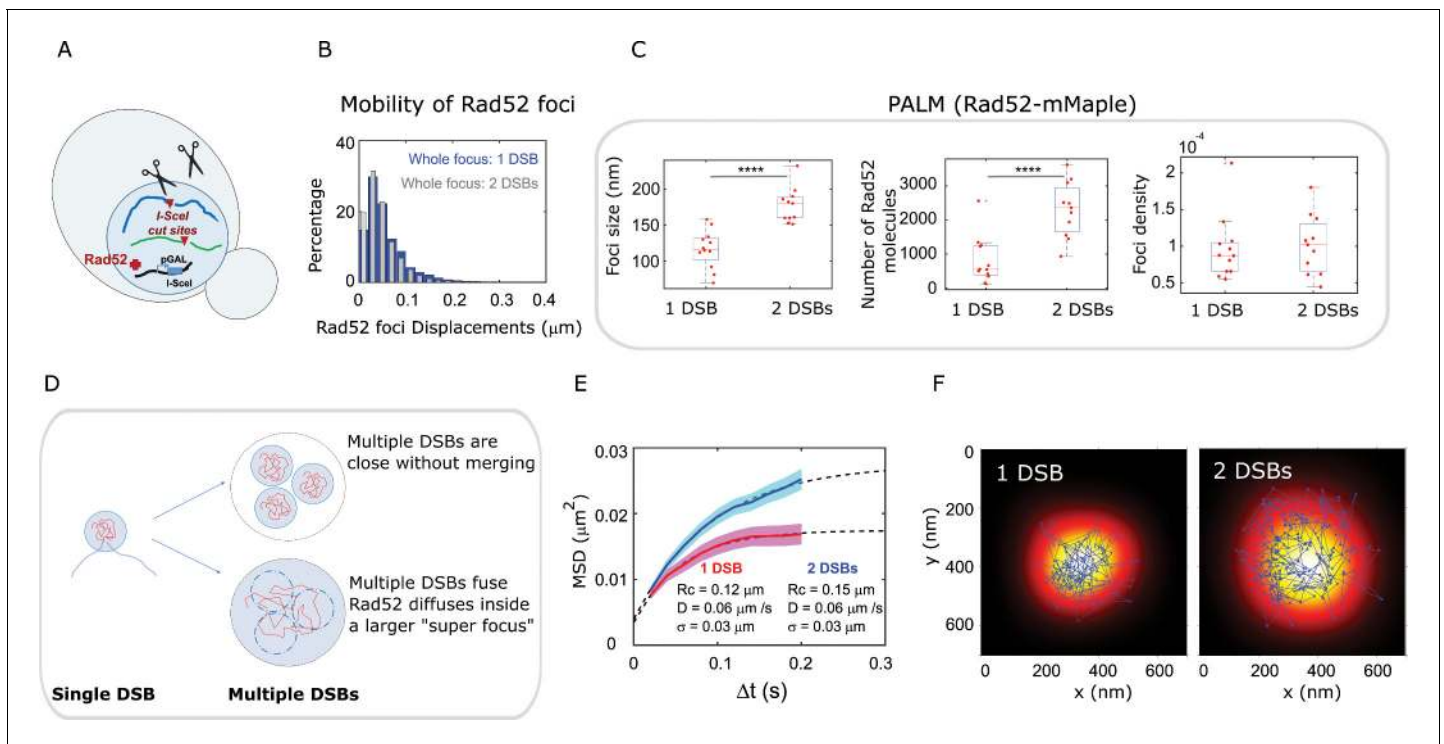 A
I-SceI
cut sites
Rad52
pGAL
I-SceI
B
Mobility of Rad52 foci
Whole focus: 1 DSB
Whole focus: 2 DSBs
Percentage
40
20
0
0
0.1
0.2
0.3
0.4
Rad52 foci Displacements (μm)
C
PALM (Rad52-mMaple)
Foci size (nm)
200
150
100
****
1 DSB
2 DSBs
Number of Rad52
molecules
3000
2000
1000
0
****
1 DSB
2 DSBs
Foci density
10⁻⁴
2
1.5
1
0.5
1 DSB
2 DSBs
D
Multiple DSBs are
close without merging
Multiple DSBs fuse
Rad52 diffuses inside
a larger "super focus"
Single DSB
Multiple DSBs
E
MSD (μm²)
0.03
0.02
0.01
0
1 DSB
Rc = 0.12 μm
D = 0.06 μm /s
σ = 0.03 μm
2 DSBs
Rc = 0.15 μm
D = 0.06 μm /s
σ = 0.03 μm
0
0.1
0.2
0.3
Δt (s)
F
1 DSB
y (nm)
0
200
400
600
0
200
400
600
x (nm)
2 DSBs
0
200
400
600
x (nm)